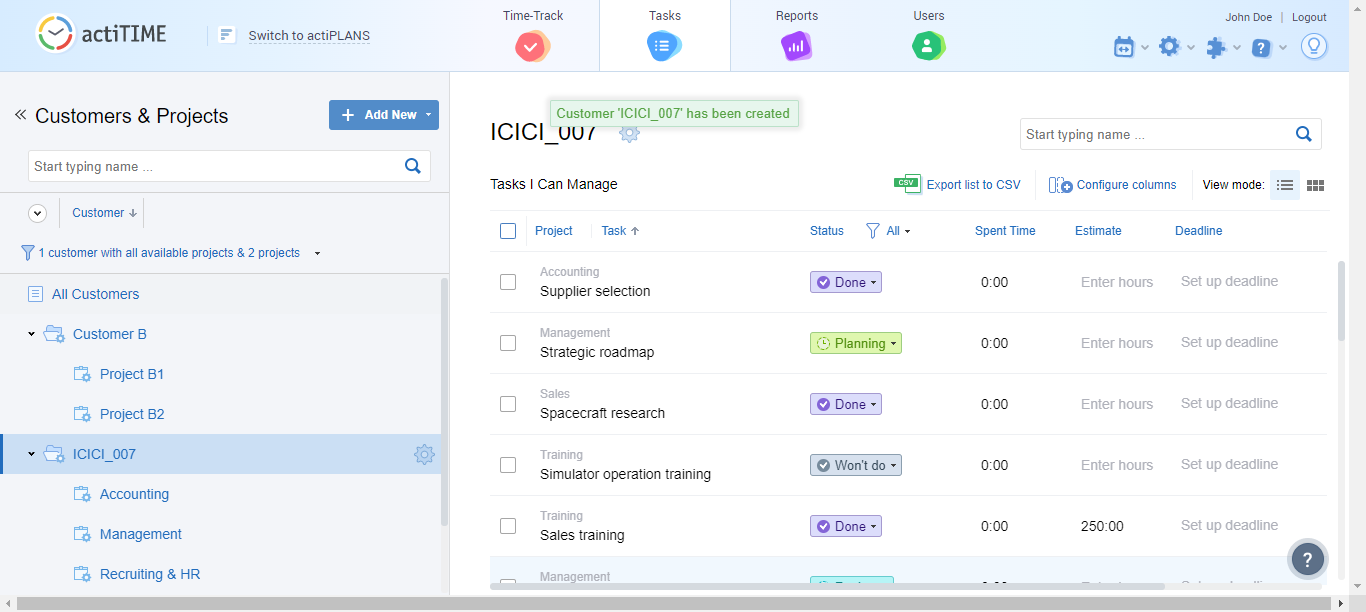 actiTIME
Switch to actiPLANS
Time-Track
Tasks
Reports
Users
John Doe | Logout
Customers & Projects
Add New
Start typing name ...
Customer
1 customer with all available projects & 2 projects
All Customers
Customer B
Project B1
Project B2
ICICI_007
Accounting
Management
Recruiting & HR
Customer 'ICICI_007' has been created
ICICI_007
Start typing name ...
Tasks I Can Manage
CSV Export list to CSV
Configure columns
View mode:
Project Task Status All Spent Time Estimate Deadline
Accounting
Supplier selection Done 0:00 Enter hours Set up deadline
Management
Strategic roadmap Planning 0:00 Enter hours Set up deadline
Sales
Spacecraft research Done 0:00 Enter hours Set up deadline
Training
Simulator operation training Won't do 0:00 Enter hours Set up deadline
Training
Sales training Done 0:00 250:00 Set up deadline
Management
?